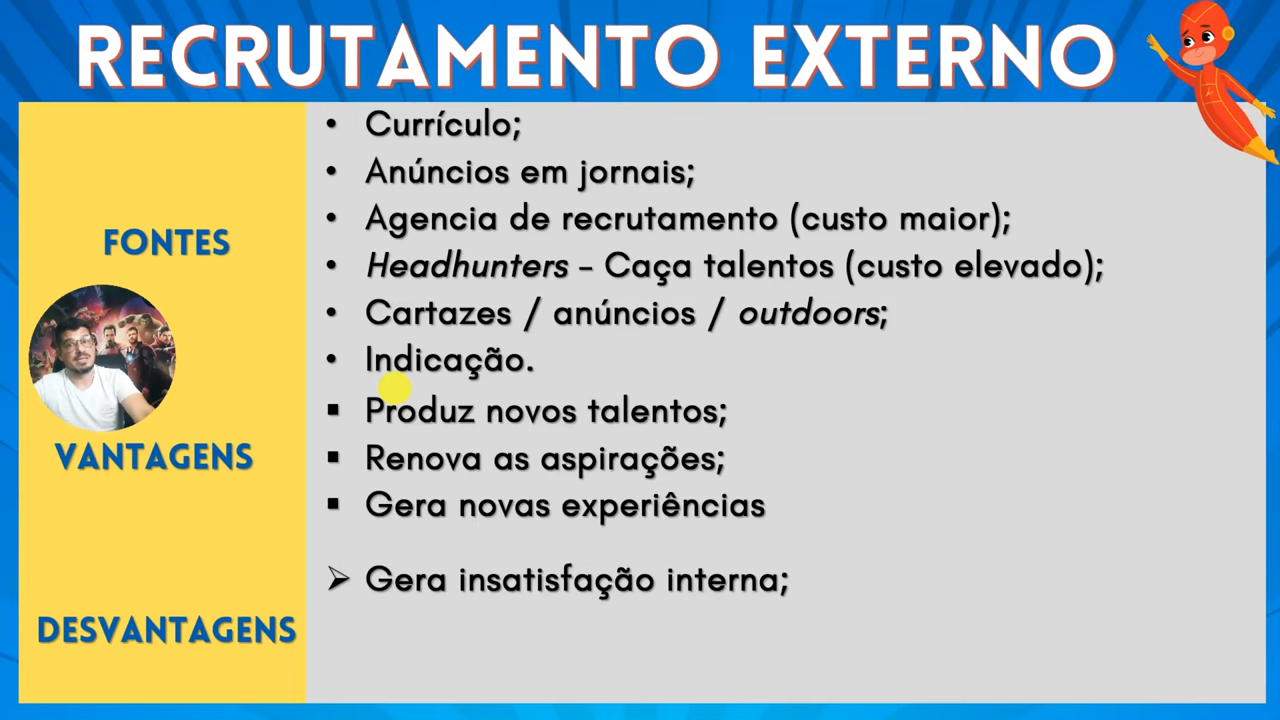 RECRUTAMENTO EXTERNO
FONTES
• Currículo;
• Anúncios em jornais;
• Agencia de recrutamento (custo maior);
• Headhunters - Caça talentos (custo elevado);
• Cartazes / anúncios / outdoors;
• Indicação.
VANTAGENS
▪ Produz novos talentos;
▪ Renova as aspirações;
▪ Gera novas experiências
DESVANTAGENS
➢ Gera insatisfação interna;